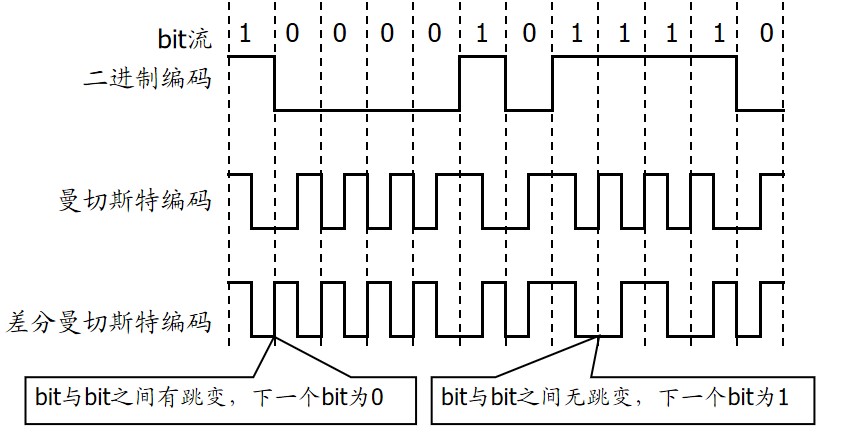 bit流 1 0 0 0 0 1 0 1 1 1 1 0
二进制编码
曼切斯特编码
差分曼切斯特编码
bit与bit之间有跳变，下一个bit为0
bit与bit之间无跳变，下一个bit为1